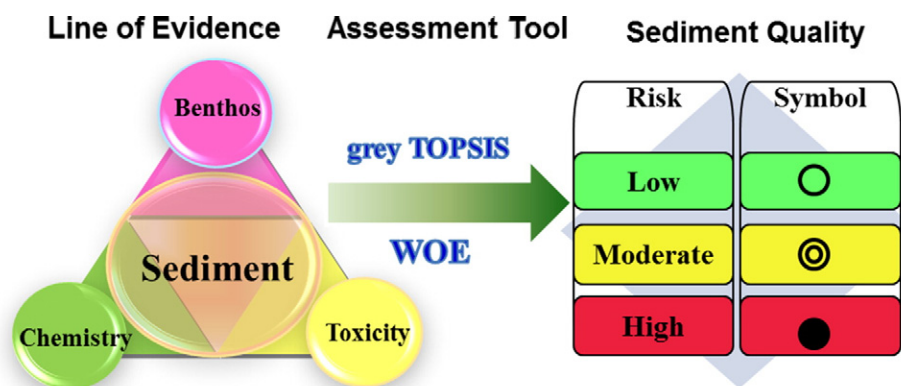 Line of Evidence
Assessment Tool
Sediment Quality
Benthos
Sediment
Chemistry
Toxicity
grey TOPSIS
WOE
Risk
Symbol
Low
Moderate
High